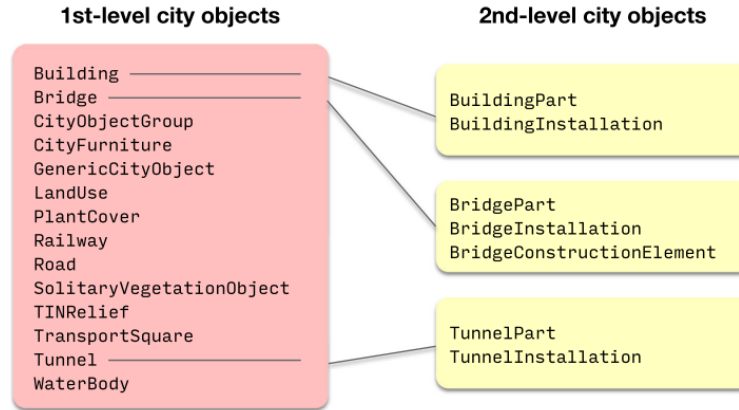 1st-level city objects
Building
Bridge
CityObjectGroup
CityFurniture
GenericCityObject
LandUse
PlantCover
Railway
Road
SolitaryVegetationObject
TINRelief
TransportSquare
Tunnel
WaterBody
2nd-level city objects
BuildingPart
BuildingInstallation
BridgePart
BridgeInstallation
BridgeConstructionElement
TunnelPart
TunnelInstallation